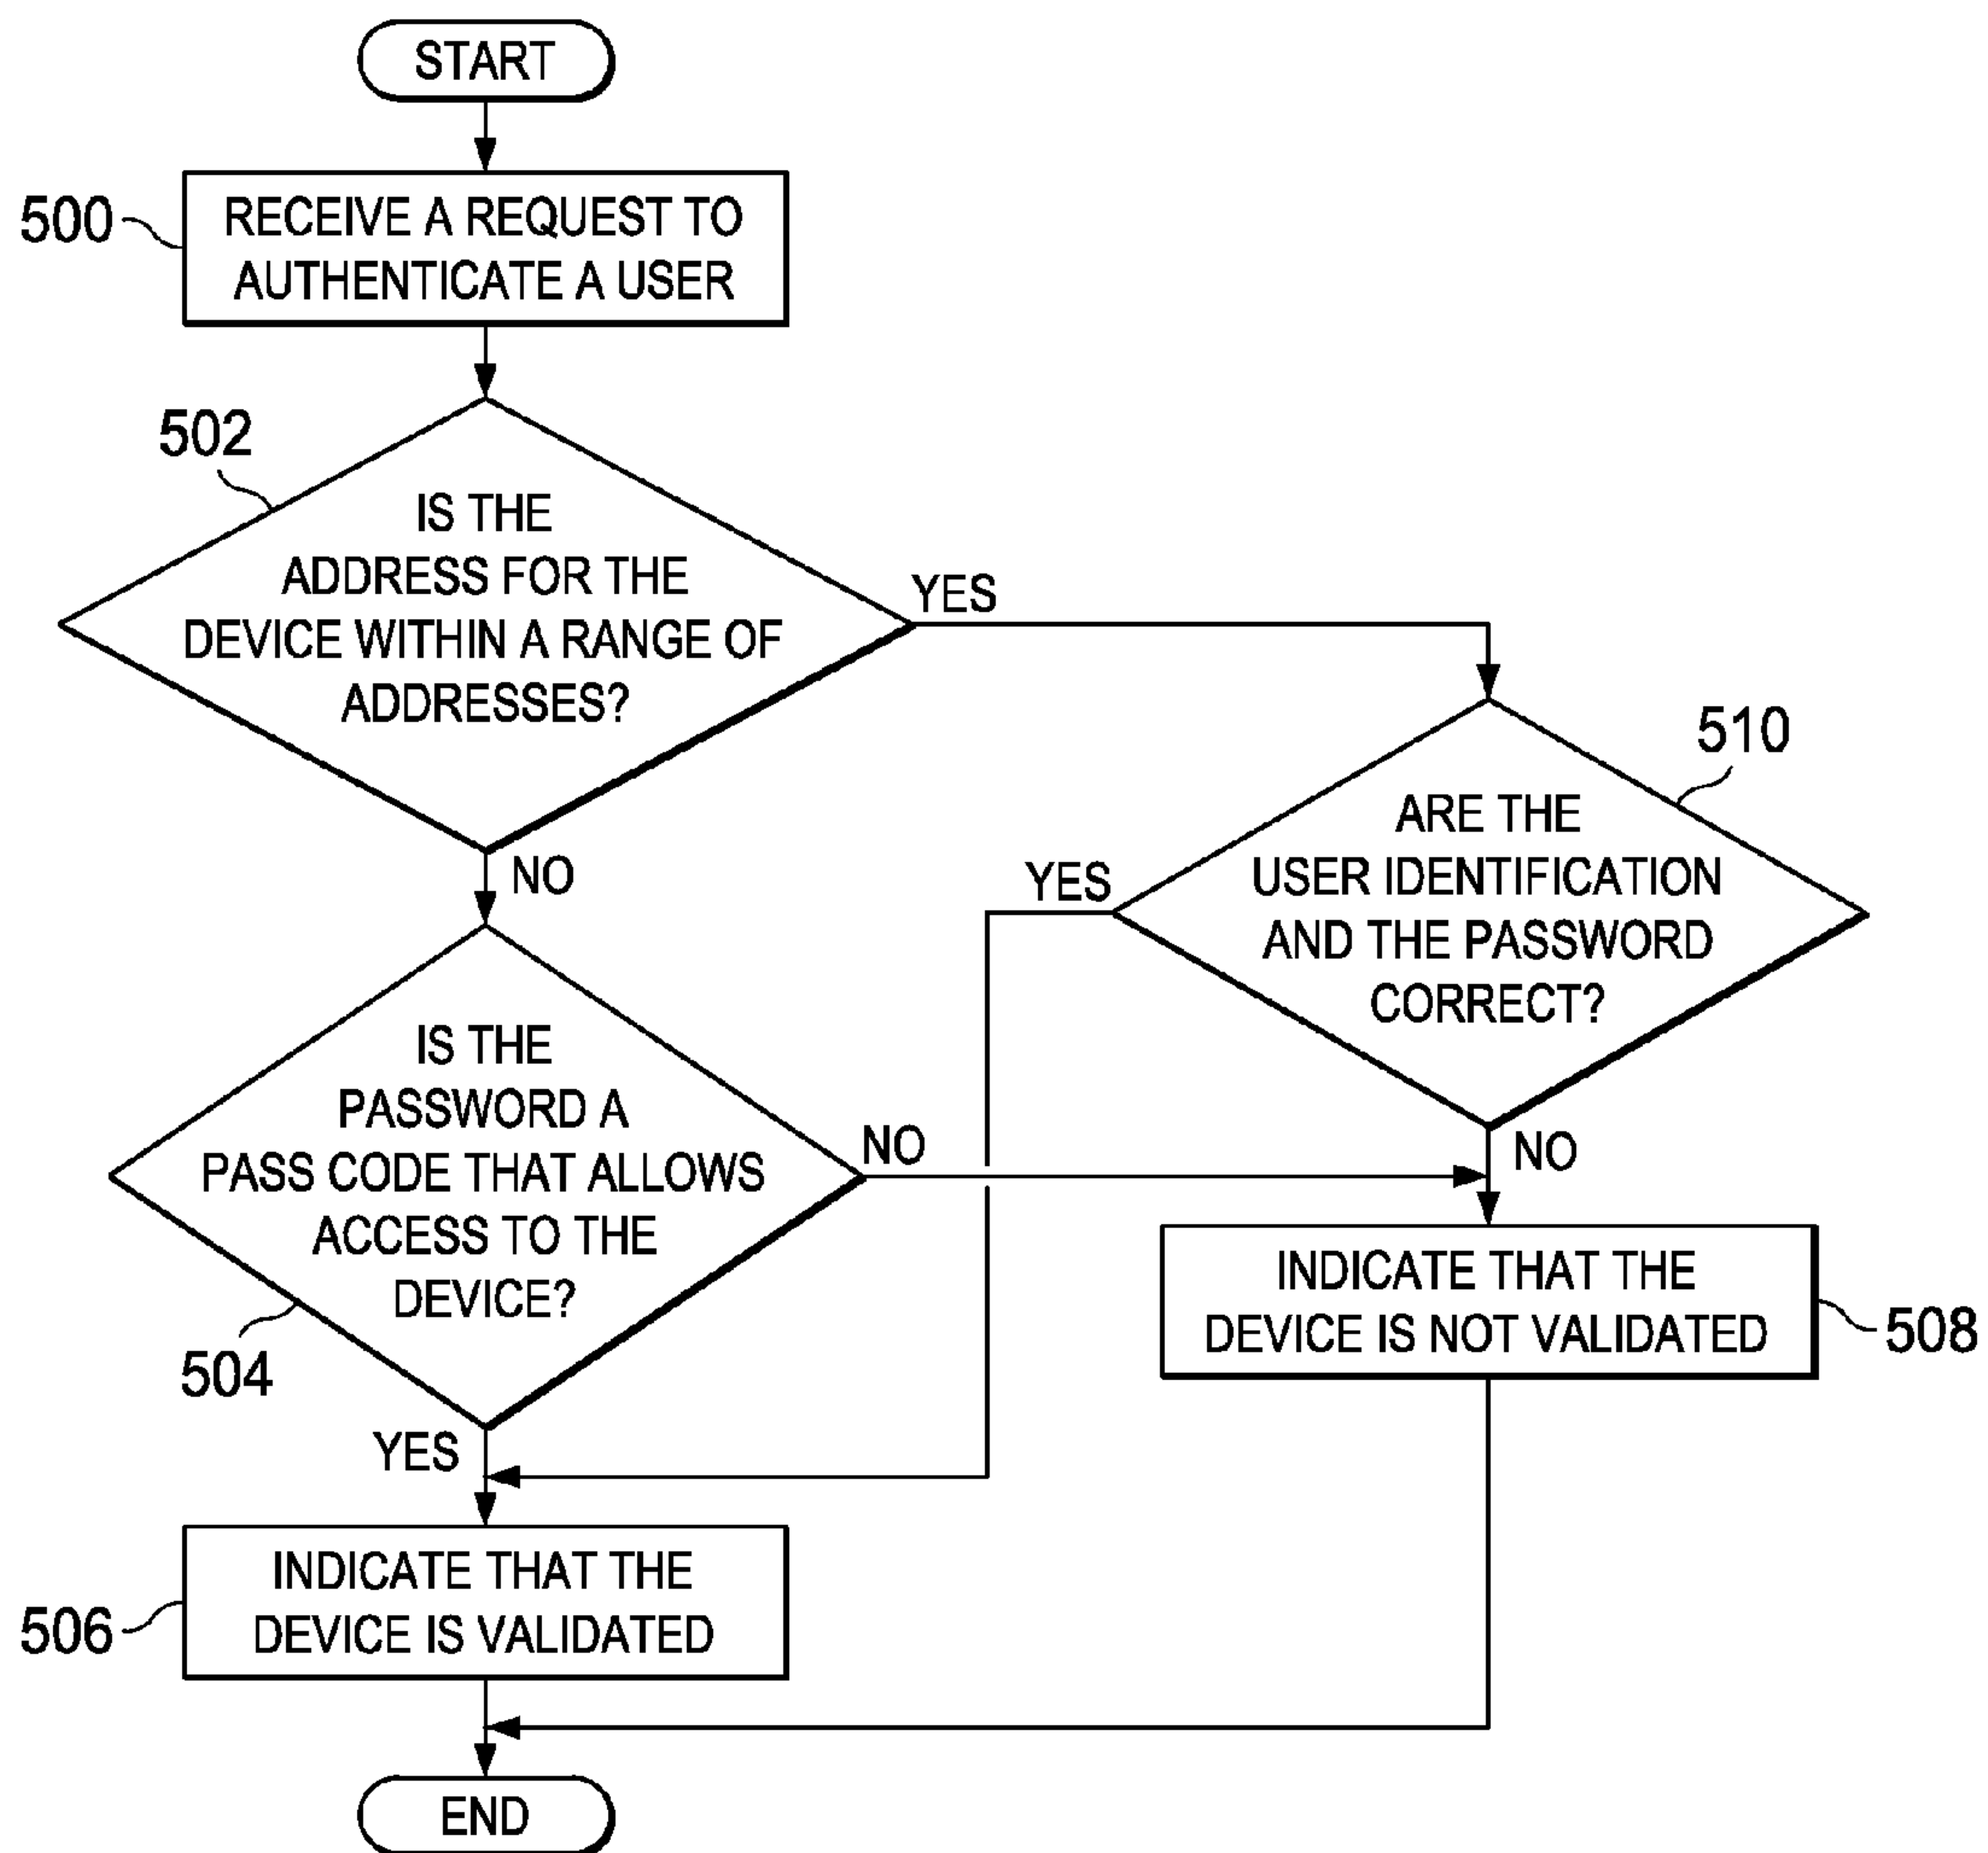 START
500
RECEIVE A REQUEST TO
AUTHENTICATE A USER
502
IS THE
ADDRESS FOR THE
DEVICE WITHIN A RANGE OF
ADDRESSES?
YES
NO
510
ARE THE
USER IDENTIFICATION
AND THE PASSWORD
CORRECT?
YES
NO
IS THE
PASSWORD A
PASS CODE THAT ALLOWS
ACCESS TO THE
DEVICE?
NO
504
YES
INDICATE THAT THE
DEVICE IS NOT VALIDATED
508
INDICATE THAT THE
DEVICE IS VALIDATED
506
END